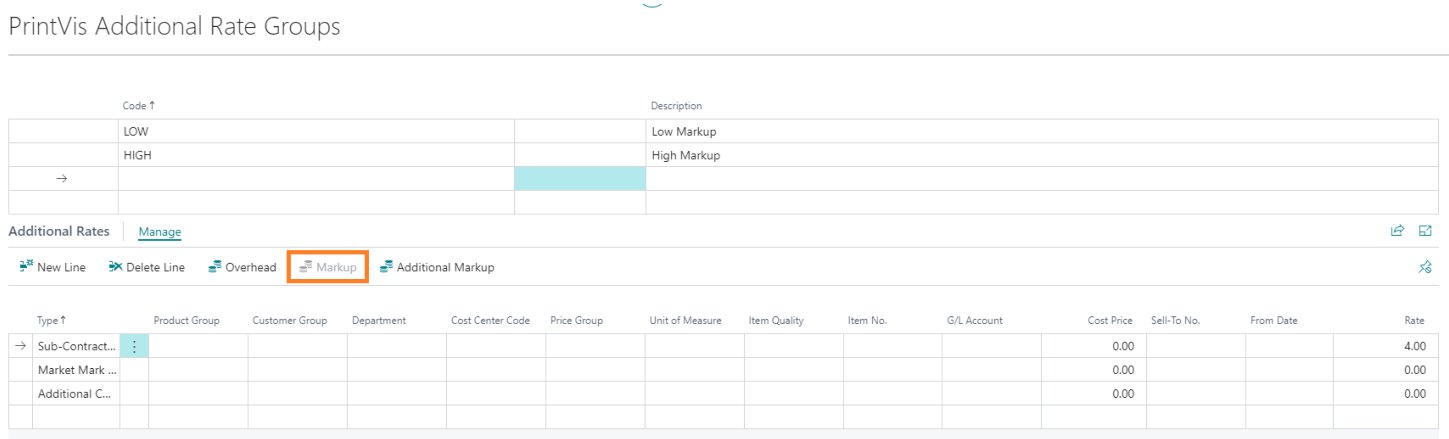 PrintVis Additional Rate Groups
Code ↑ Description
LOW Low Markup
HIGH High Markup
→
Additional Rates Manage
New Line Delete Line Overhead Markup Additional Markup
Type ↑ Product Group Customer Group Department Cost Center Code Price Group Unit of Measure Item Quality Item No. G/L Account Cost Price Sell-To No. From Date Rate
→ Sub-Contract... 0.00 4.00
Market Mark ... 0.00 0.00
Additional C... 0.00 0.00